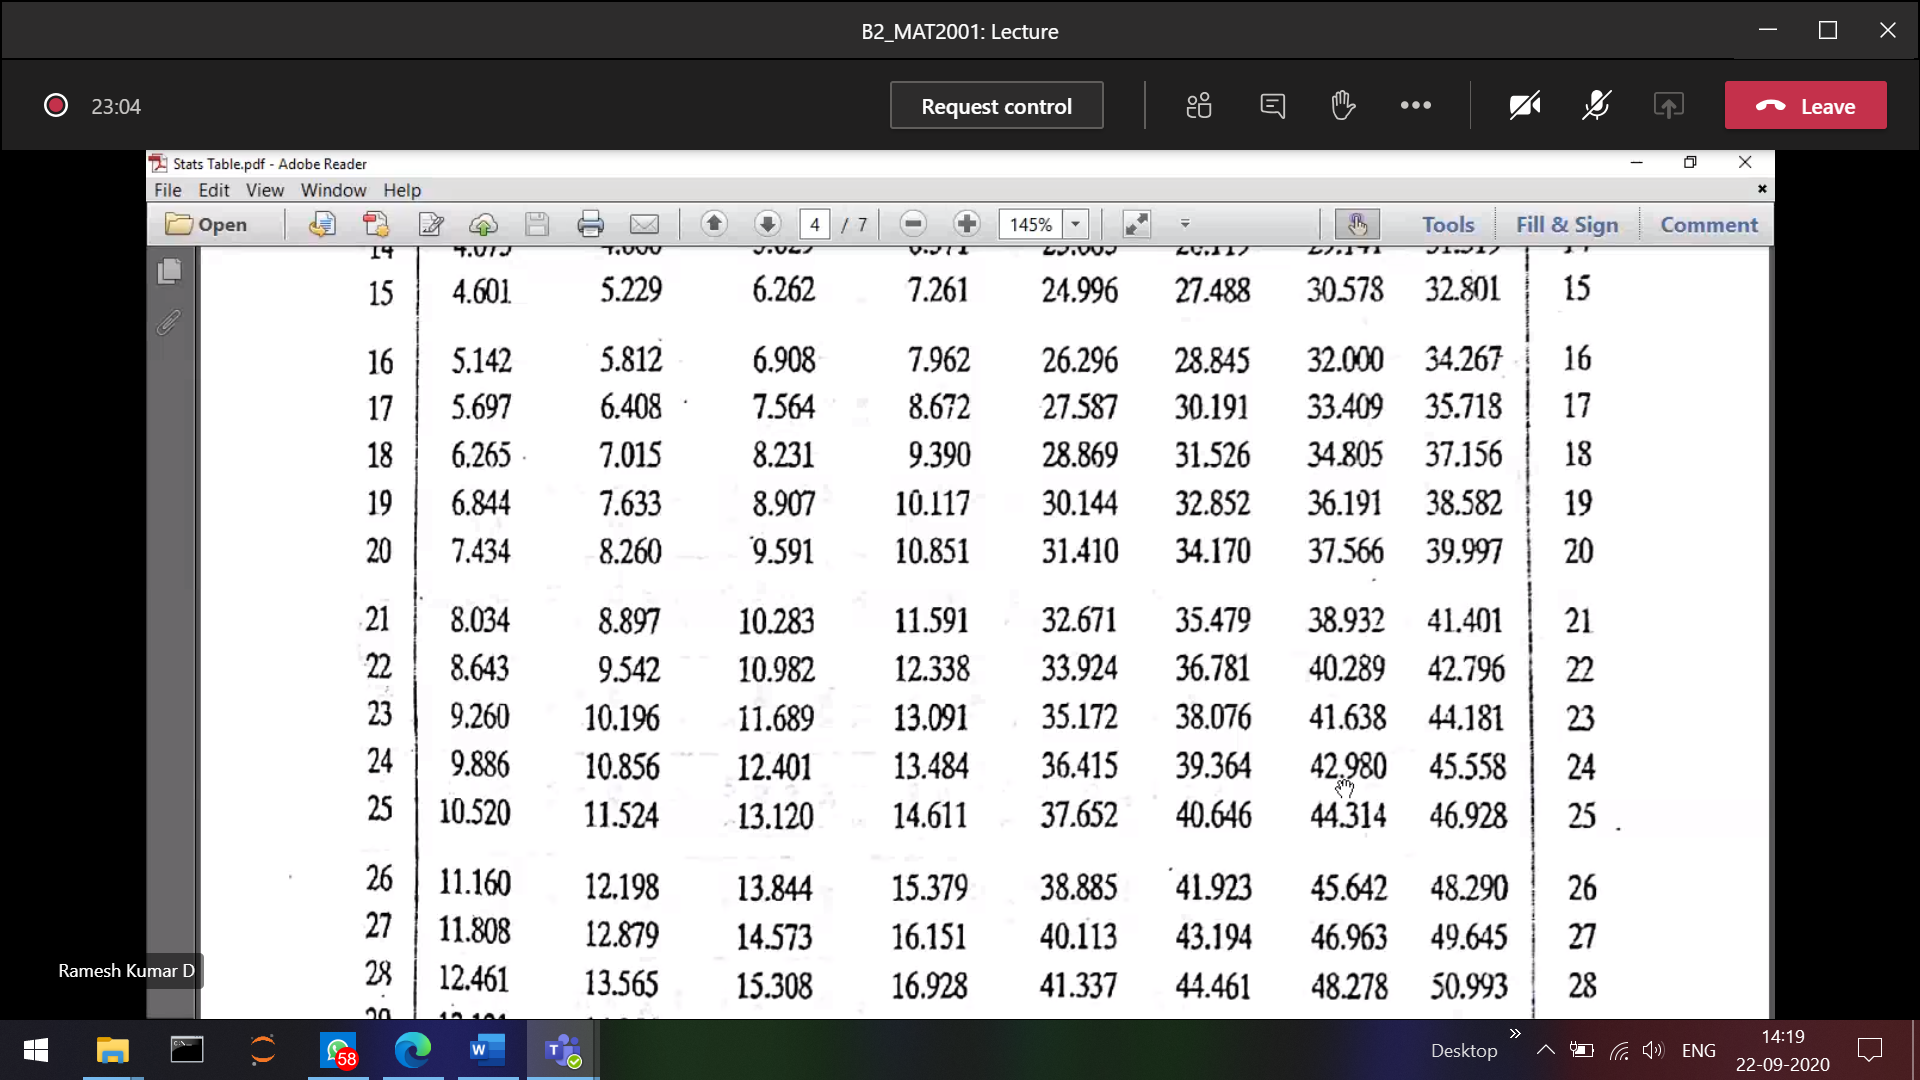 B2_MAT2001: Lecture
23:04 Request control Leave
Stats Table.pdf - Adobe Reader
File Edit View Window Help
Open 4 / 7 145% Tools Fill & Sign Comment
15 4.601 5.229 6.262 7.261 24.996 27.488 30.578 32.801 15
16 5.142 5.812 6.908 7.962 26.296 28.845 32.000 34.267 16
17 5.697 6.408 7.564 8.672 27.587 30.191 33.409 35.718 17
18 6.265 7.015 8.231 9.390 28.869 31.526 34.805 37.156 18
19 6.844 7.633 8.907 10.117 30.144 32.852 36.191 38.582 19
20 7.434 8.260 9.591 10.851 31.410 34.170 37.566 39.997 20
21 8.034 8.897 10.283 11.591 32.671 35.479 38.932 41.401 21
22 8.643 9.542 10.982 12.338 33.924 36.781 40.289 42.796 22
23 9.260 10.196 11.689 13.091 35.172 38.076 41.638 44.181 23
24 9.886 10.856 12.401 13.484 36.415 39.364 42.980 45.558 24
25 10.520 11.524 13.120 14.611 37.652 40.646 44.314 46.928 25
26 11.160 12.198 13.844 15.379 38.885 41.923 45.642 48.290 26
27 11.808 12.879 14.573 16.151 40.113 43.194 46.963 49.645 27
28 12.461 13.565 15.308 16.928 41.337 44.461 48.278 50.993 28
Ramesh Kumar D
58 W T Desktop ENG 14:19
22-09-2020